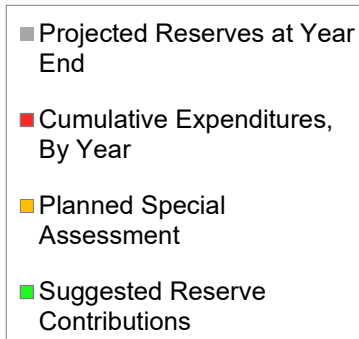 Projected Reserves at Year
End
Cumulative Expenditures,
By Year
Planned Special
Assessment
Suggested Reserve
Contributions